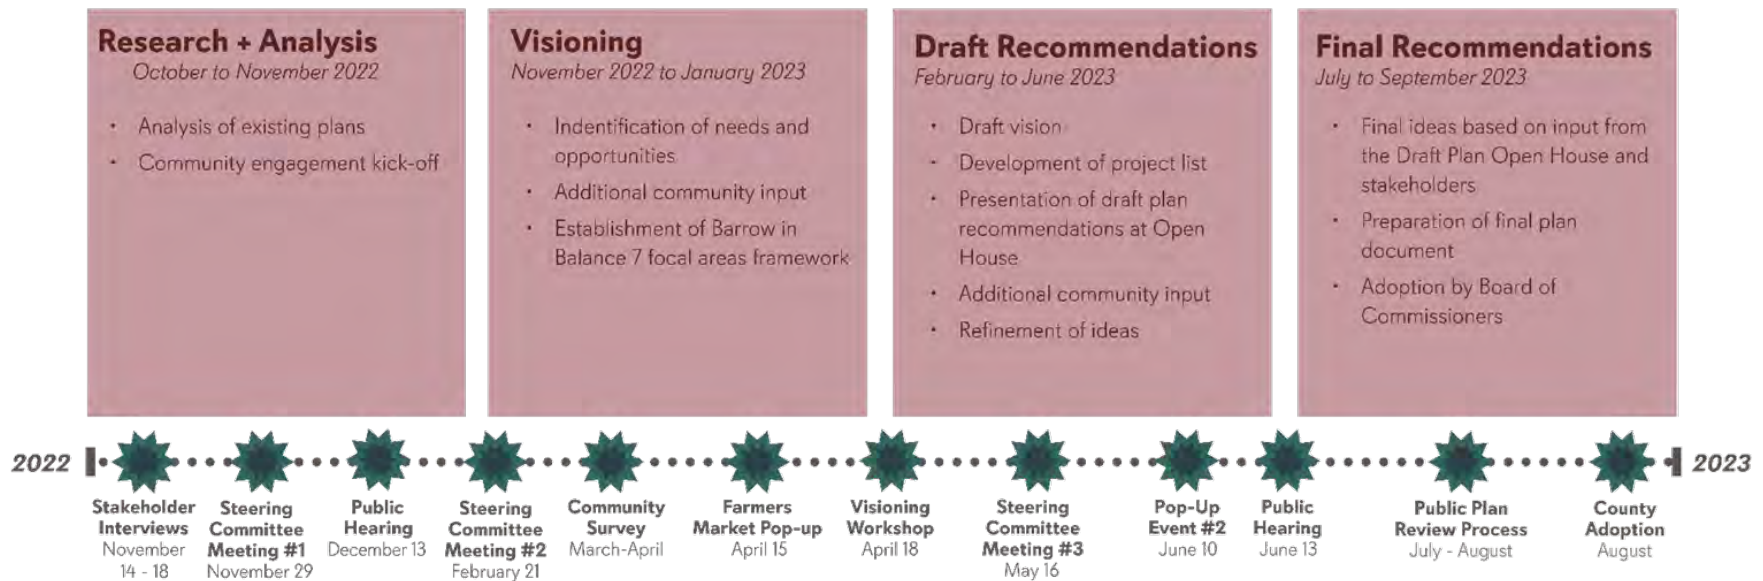 Research + Analysis
October to November 2022
• Analysis of existing plans
• Community engagement kick-off
Visioning
November 2022 to January 2023
• Indentification of needs and
opportunities
• Additional community input
• Establishment of Barrow in
Balance 7 focal areas framework
Draft Recommendations
February to June 2023
• Draft vision
• Development of project list
• Presentation of draft plan
recommendations at Open
House
• Additional community input
• Refinement of ideas
Final Recommendations
July to September 2023
• Final ideas based on input from
the Draft Plan Open House and
stakeholders
• Preparation of final plan
document
• Adoption by Board of
Commissioners
2022
Stakeholder
Interviews
November
14 - 18
Steering
Committee
Meeting #1
November 29
Public
Hearing
December 13
Steering
Committee
Meeting #2
February 21
Community
Survey
March-April
Farmers
Market Pop-up
April 15
Visioning
Workshop
April 18
Steering
Committee
Meeting #3
May 16
Pop-Up
Event #2
June 10
Public
Hearing
June 13
Public Plan
Review Process
July - August
County
Adoption
August
2023